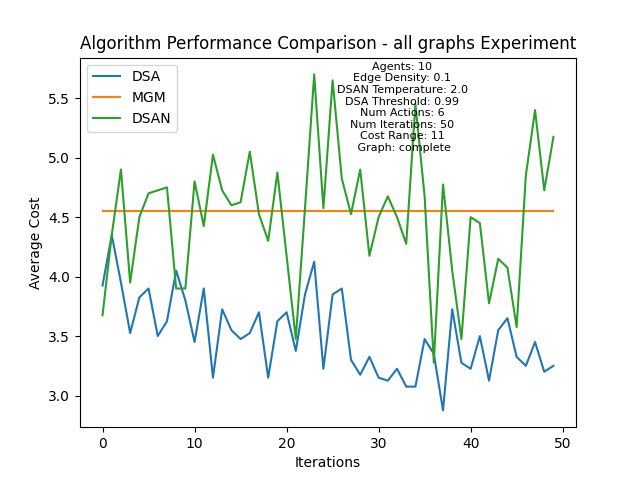 Algorithm Performance Comparison - all graphs Experiment
DSA
MGM
DSAN
Agents: 10
Edge Density: 0.1
DSAN Temperature: 2.0
DSA Threshold: 0.99
Num Actions: 6
Num Iterations: 50
Cost Range: 11
Graph: complete
Average Cost
5.5
5.0
4.5
4.0
3.5
3.0
0 10 20 30 40 50
Iterations